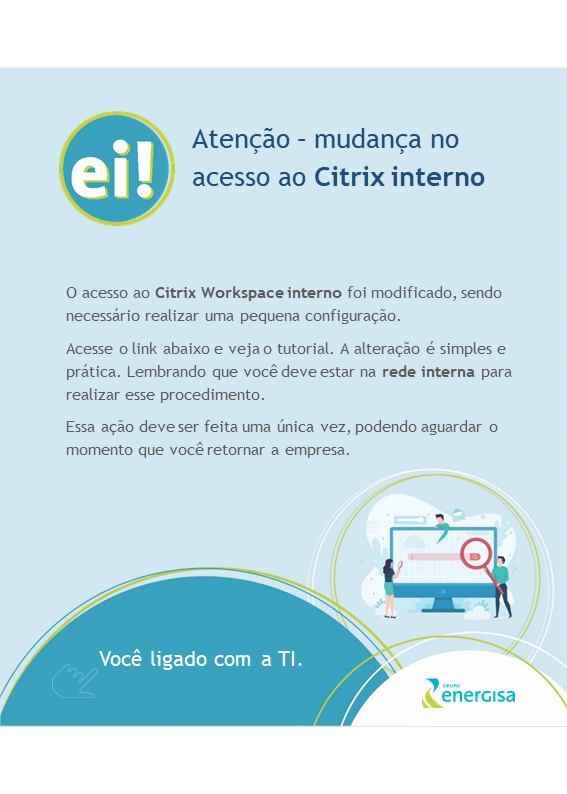 ei!
Atenção – mudança no
acesso ao Citrix interno
O acesso ao Citrix Workspace interno foi modificado, sendo
necessário realizar uma pequena configuração.
Acesse o link abaixo e veja o tutorial. A alteração é simples e
prática. Lembrando que você deve estar na rede interna para
realizar esse procedimento.
Essa ação deve ser feita uma única vez, podendo aguardar o
momento que você retornar a empresa.
Você ligado com a TI.
GRUPO
energisa